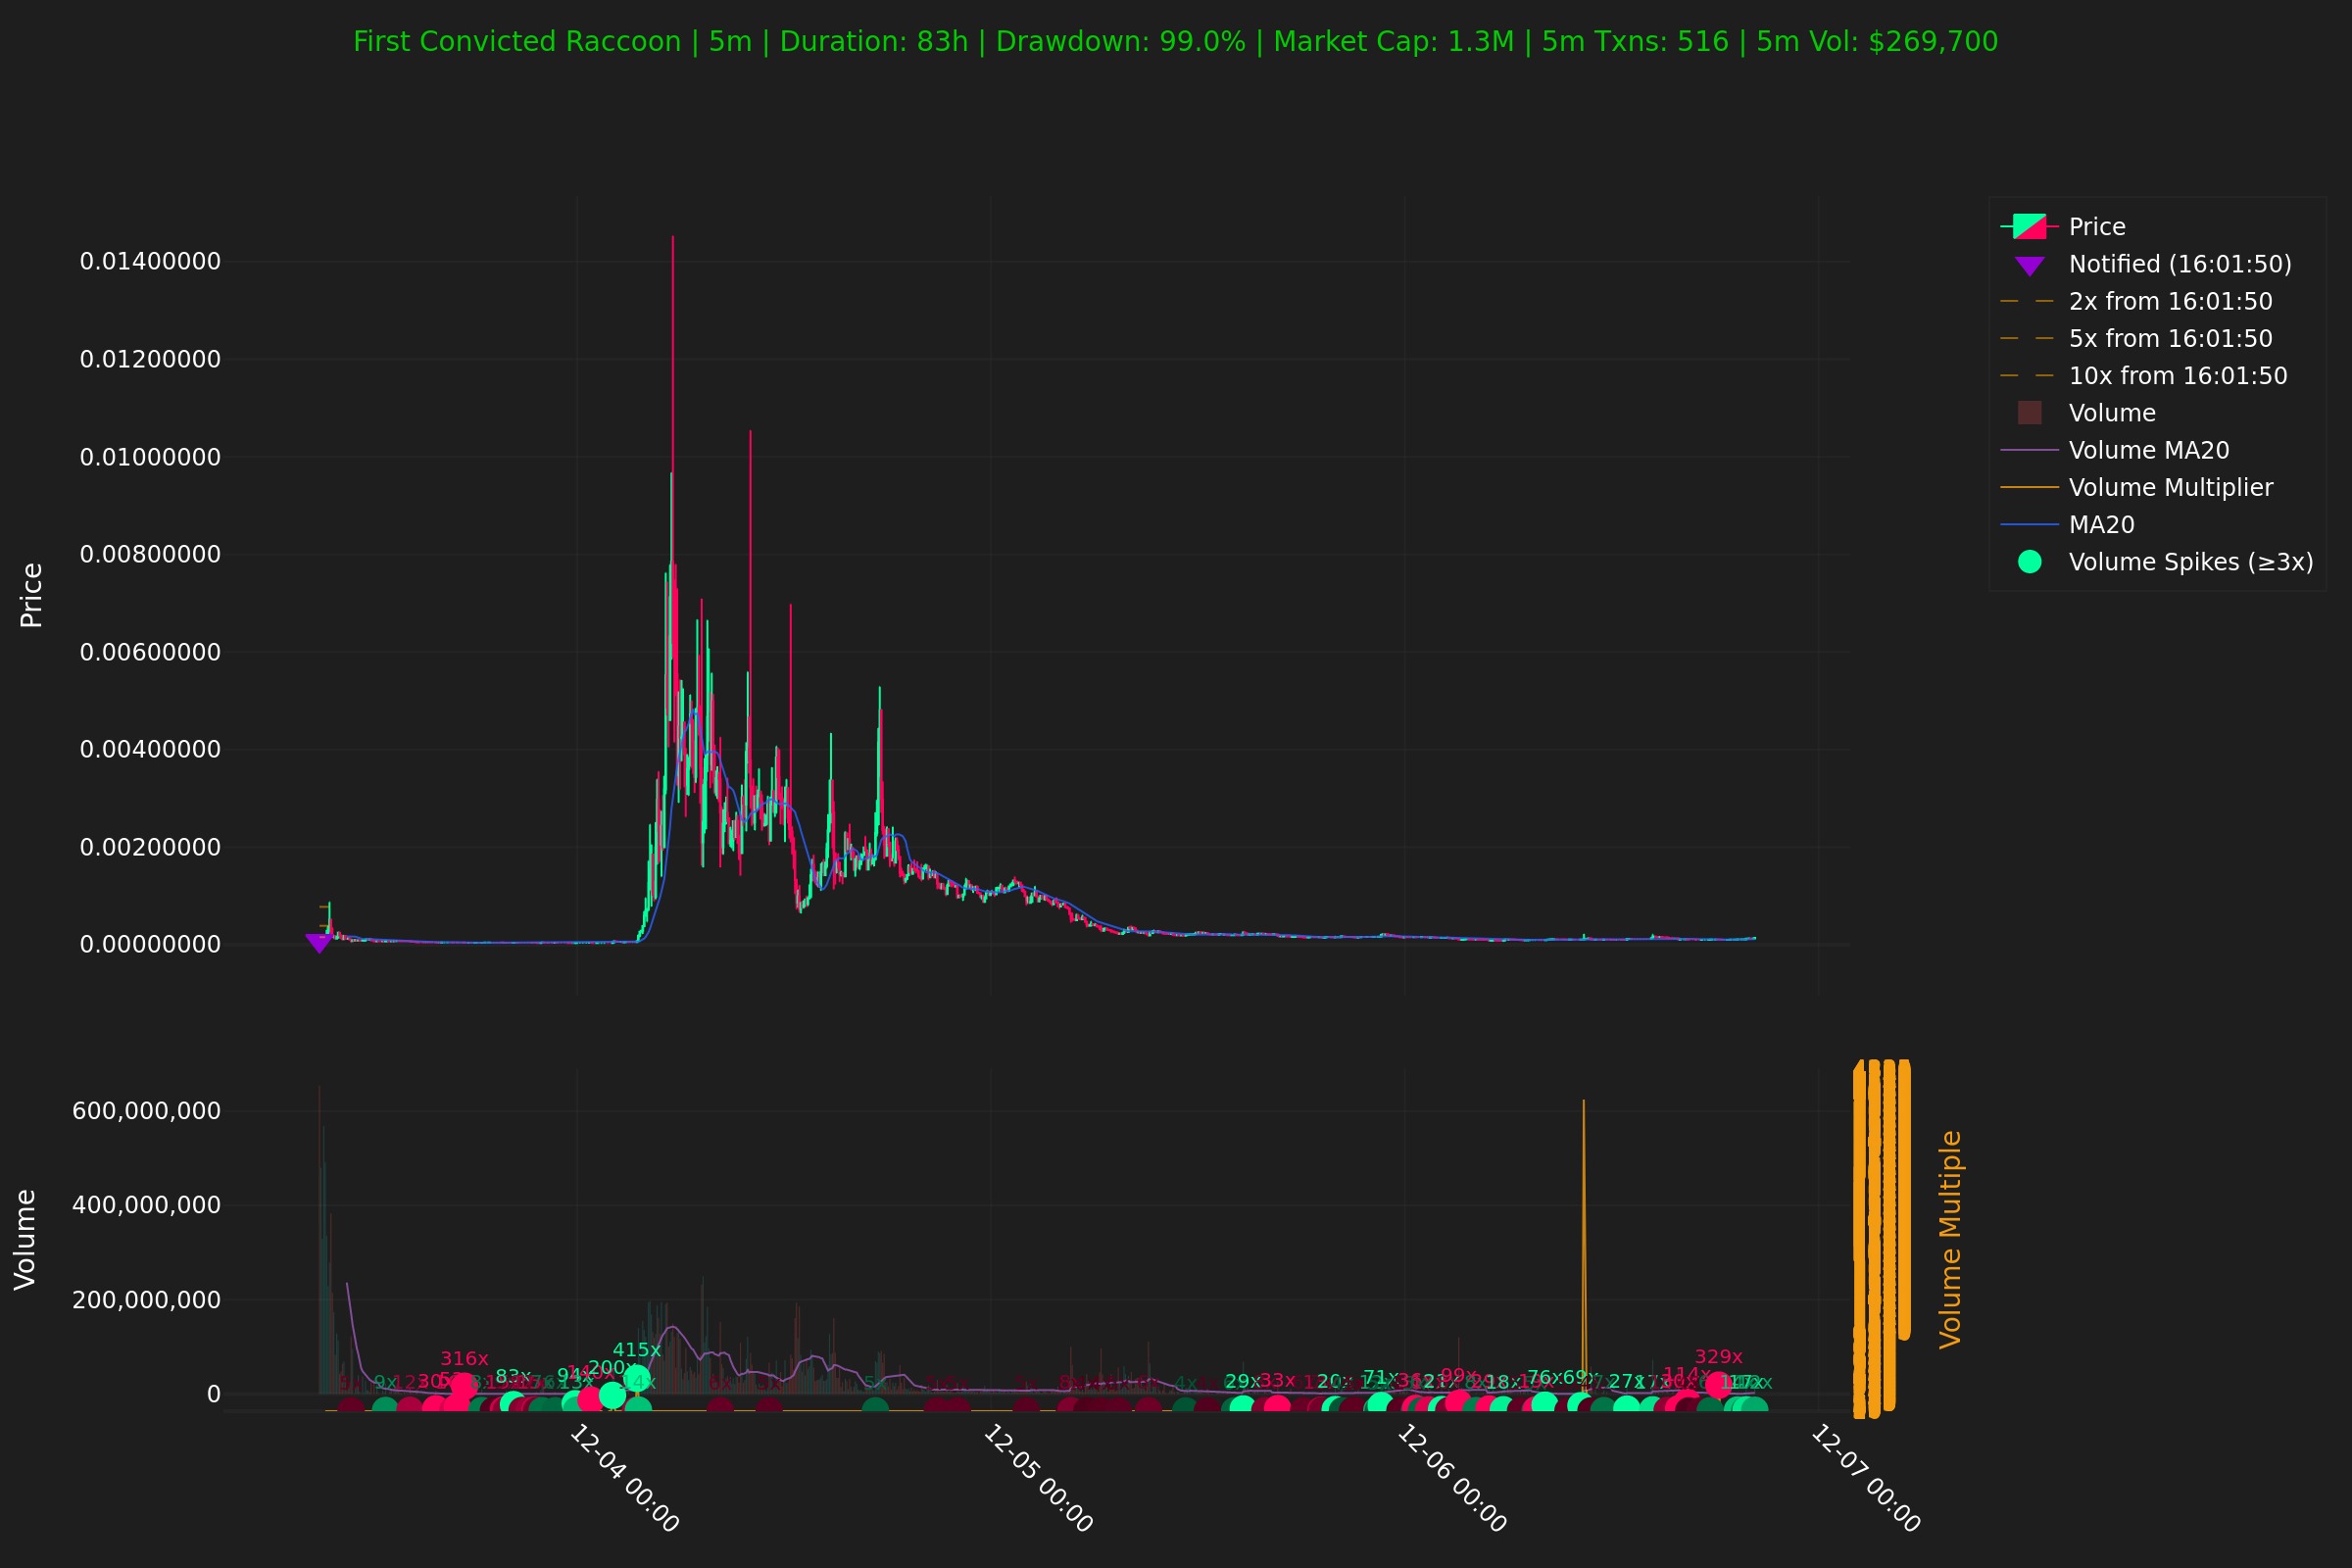 First Convicted Raccoon | 5m | Duration: 83h | Drawdown: 99.0% | Market Cap: 1.3M | 5m Txns: 516 | 5m Vol: $269,700
Price
0.01400000
0.01200000
0.01000000
0.00800000
0.00600000
0.00400000
0.00200000
0.00000000
Price
Notified (16:01:50)
2x from 16:01:50
5x from 16:01:50
10x from 16:01:50
Volume
Volume MA20
Volume Multiplier
MA20
Volume Spikes (≥3x)
Volume
600,000,000
400,000,000
200,000,000
0
316x
83x
200x
415x
29x
33x
71x
99x
76x
69x
27x
114x
329x
Volume Multiple
12-04 00:00
12-05 00:00
12-06 00:00
12-07 00:00